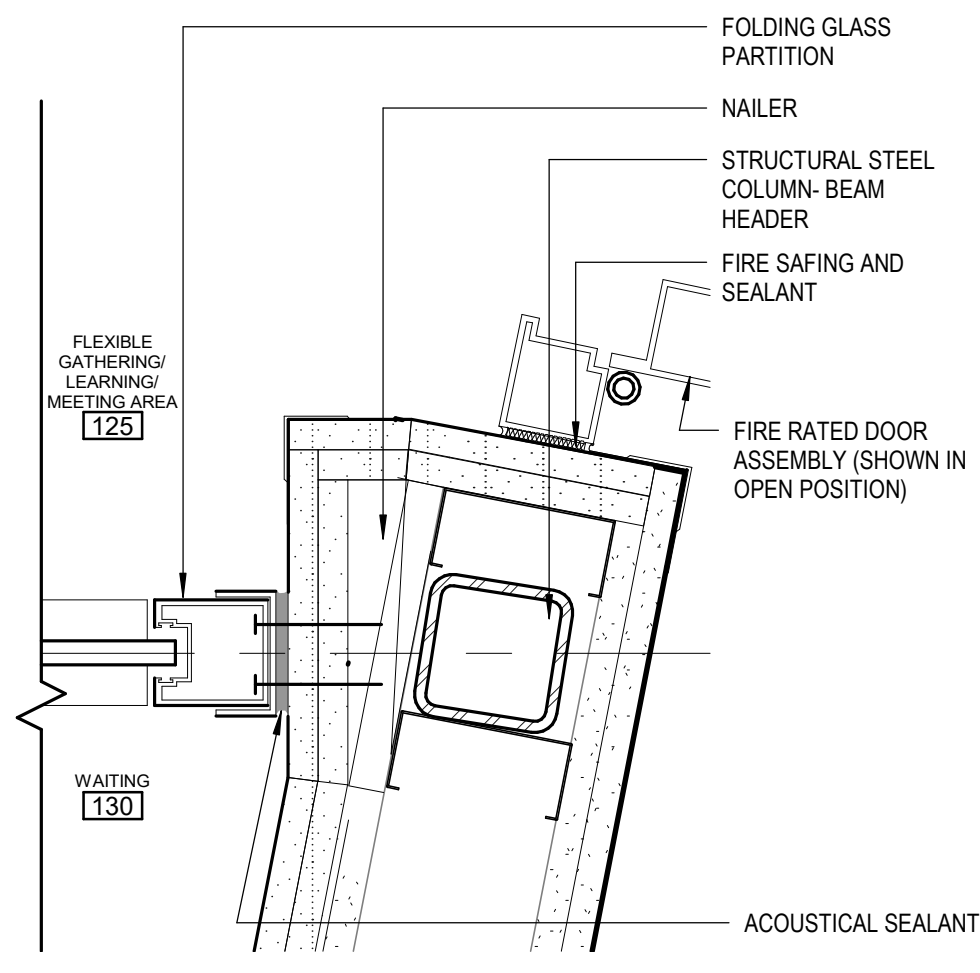 FOLDING GLASS
PARTITION
NAILER
STRUCTURAL STEEL
COLUMN- BEAM
HEADER
FIRE SAFING AND
SEALANT
FLEXIBLE
GATHERING/
LEARNING/
MEETING AREA
125
FIRE RATED DOOR
ASSEMBLY (SHOWN IN
OPEN POSITION)
WAITING
130
ACOUSTICAL SEALANT